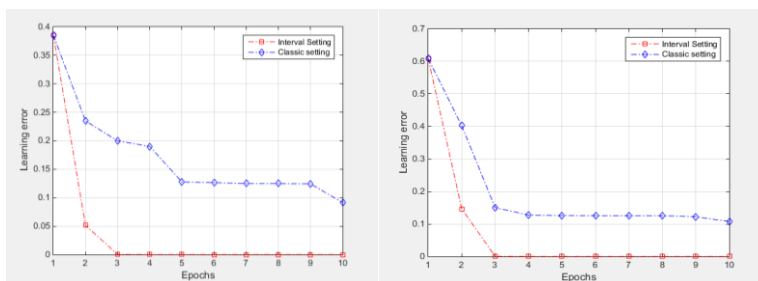 0.4
0.35
0.3
0.25
0.2
0.15
0.1
0.05
0
Learning error
1 2 3 4 5 6 7 8 9 10
Epochs
Interval Setting
Classic setting
0.7
0.6
0.5
0.4
0.3
0.2
0.1
0
Learning error
1 2 3 4 5 6 7 8 9 10
Epochs
Interval Setting
Classic setting